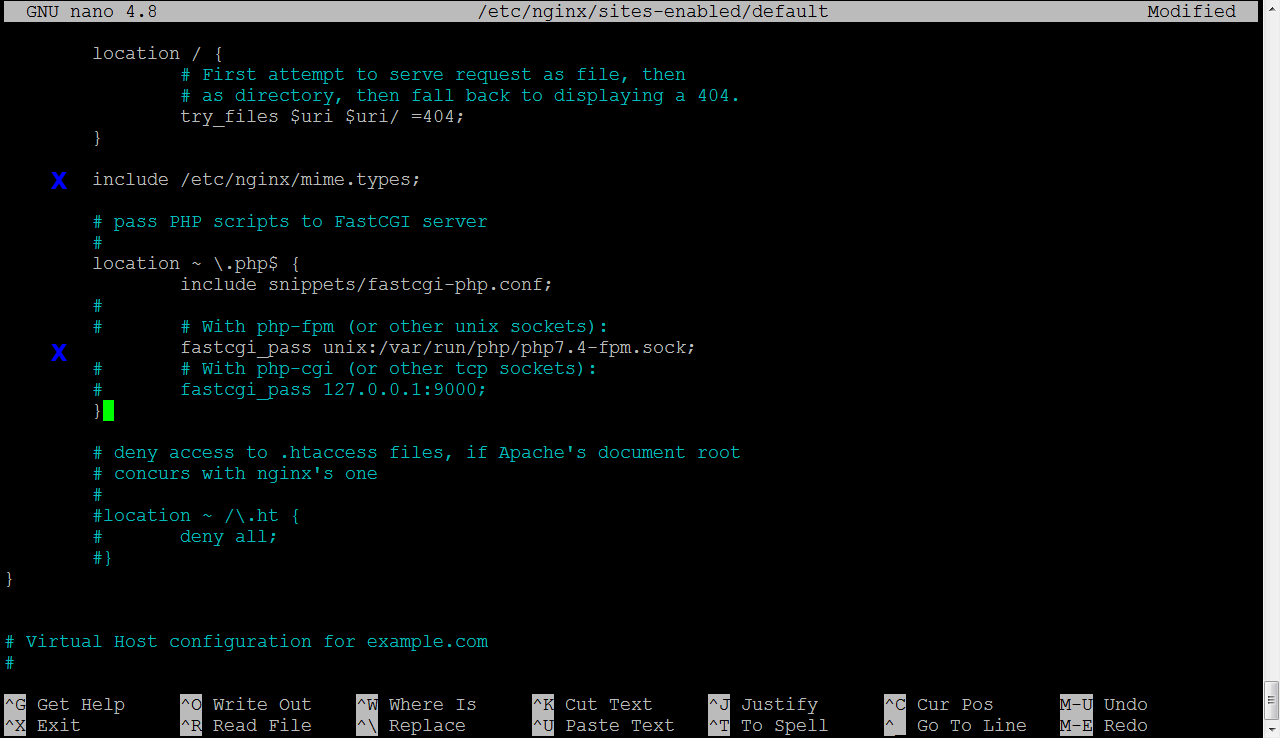 GNU nano 4.8 /etc/nginx/sites-enabled/default Modified
location / {
# First attempt to serve request as file, then
# as directory, then fall back to displaying a 404.
try_files $uri $uri/ =404;
}
X include /etc/nginx/mime.types;
# pass PHP scripts to FastCGI server
#
location ~ \.php$ {
include snippets/fastcgi-php.conf;
#
# # With php-fpm (or other unix sockets):
X fastcgi_pass unix:/var/run/php/php7.4-fpm.sock;
# # With php-cgi (or other tcp sockets):
# fastcgi_pass 127.0.0.1:9000;
}
# deny access to .htaccess files, if Apache's document root
# concurs with nginx's one
#
#location ~ /\.ht {
# deny all;
#}
}
# Virtual Host configuration for example.com
#
^G Get Help ^O Write Out ^W Where Is ^K Cut Text ^J Justify ^C Cur Pos M-U Undo
^X Exit ^R Read File ^\ Replace ^U Paste Text ^T To Spell ^_ Go To Line M-E Redo